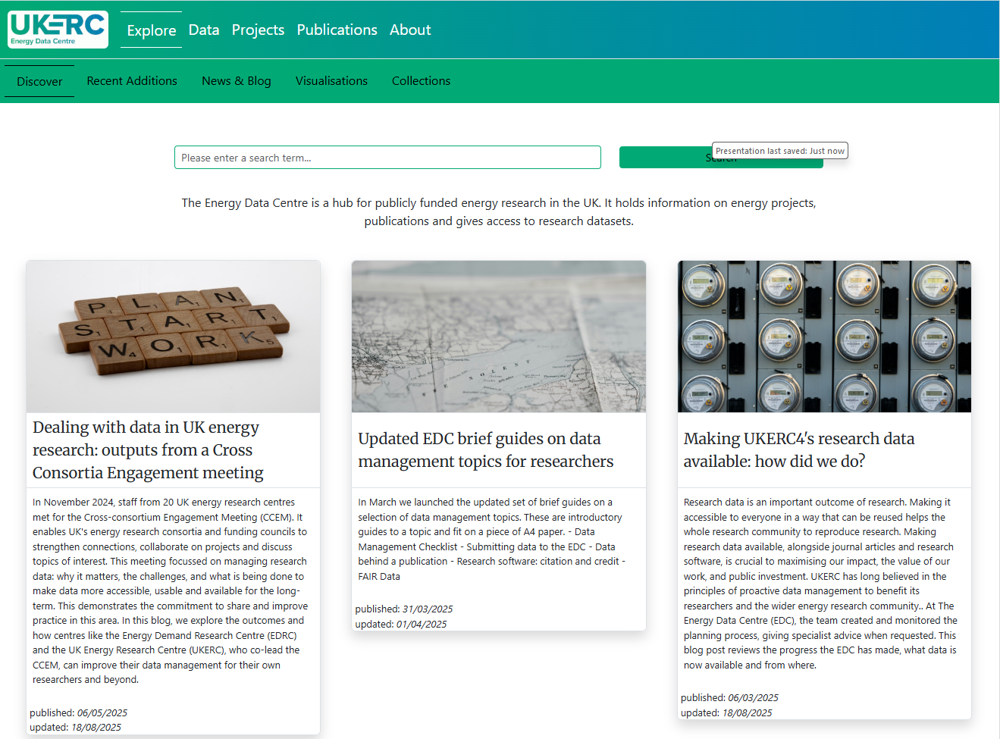 UKERC
Energy Data Centre
Explore Data Projects Publications About
Discover Recent Additions News & Blog Visualisations Collections
Please enter a search term...
Search
Presentation last saved: Just now
The Energy Data Centre is a hub for publicly funded energy research in the UK. It holds information on energy projects,
publications and gives access to research datasets.
PLAN
START
WORK
Dealing with data in UK energy
research: outputs from a Cross
Consortia Engagement meeting
In November 2024, staff from 20 UK energy research centres
met for the Cross-consortium Engagement Meeting (CCEM). It
enables UK's energy research consortia and funding councils to
strengthen connections, collaborate on projects and discuss
topics of interest. This meeting focussed on managing research
data: why it matters, the challenges, and what is being done to
make data more accessible, usable and available for the long-
term. This demonstrates the commitment to share and improve
practice in this area. In this blog, we explore the outcomes and
how centres like the Energy Demand Research Centre (EDRC)
and the UK Energy Research Centre (UKERC), who co-lead the
CCEM, can improve their data management for their own
researchers and beyond.
published: 06/05/2025
updated: 18/08/2025
THE SOLENT
Updated EDC brief guides on data
management topics for researchers
In March we launched the updated set of brief guides on a
selection of data management topics. These are introductory
guides to a topic and fit on a piece of A4 paper. - Data
Management Checklist - Submitting data to the EDC - Data
behind a publication - Research software: citation and credit -
FAIR Data
published: 31/03/2025
updated: 01/04/2025
Making UKERC4's research data
available: how did we do?
Research data is an important outcome of research. Making it
accessible to everyone in a way that can be reused helps the
whole research community to reproduce research. Making
research data available, alongside journal articles and research
software, is crucial to maximising our impact, the value of our
work, and public investment. UKERC has long believed in the
principles of proactive data management to benefit its
researchers and the wider energy research community.. At The
Energy Data Centre (EDC), the team created and monitored the
planning process, giving specialist advice when requested. This
blog post reviews the progress the EDC has made, what data is
now available and from where.
published: 06/03/2025
updated: 18/08/2025